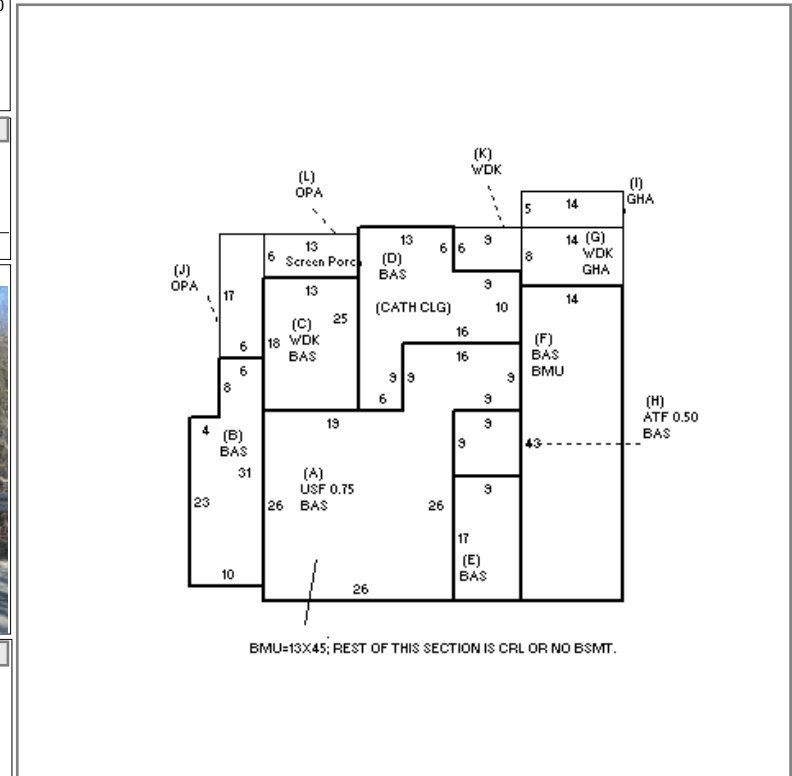 (K)
WDK
(L)
OPA
(I)
GHA
5
14
13
6
Screen Porc
13
6
6
9
8
14
(G)
WDK
GHA
(D)
BAS
(J)
OPA
17
13
9
14
(CATH CLG)
10
25
(C)
WDK
BAS
18
16
16
(F)
BAS
BMU
6
6
8
9
9
9
6
9
(H)
ATF 0.50
BAS
4
(B)
BAS
19
9
9
43
31
(A)
USF 0.75
BAS
9
23
26
26
17
(E)
BAS
10
26
BMU=13X45; REST OF THIS SECTION IS CRL OR NO BSMT.